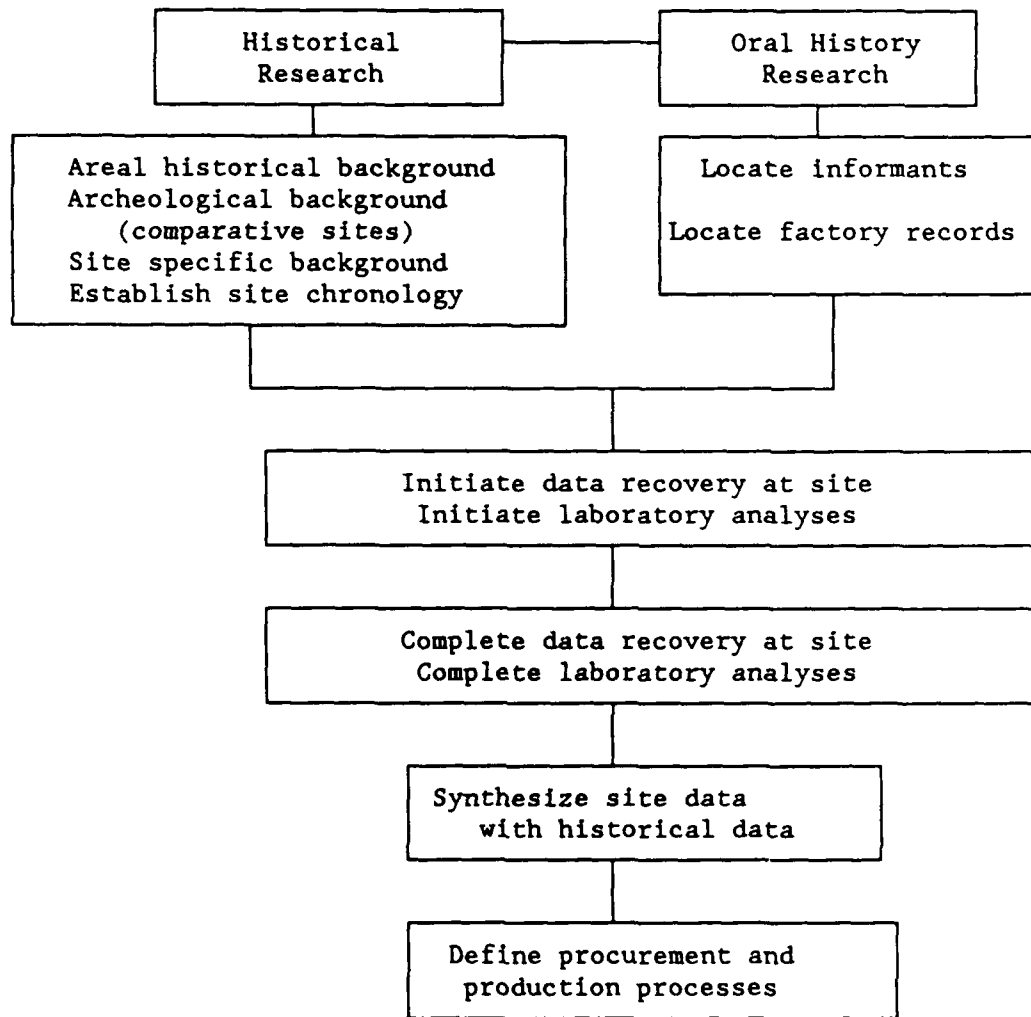 Historical
Research
Oral History
Research
Areal historical background
Archeological background
(comparative sites)
Site specific background
Establish site chronology
Locate informants
Locate factory records
Initiate data recovery at site
Initiate laboratory analyses
Complete data recovery at site
Complete laboratory analyses
Synthesize site data
with historical data
Define procurement and
production processes